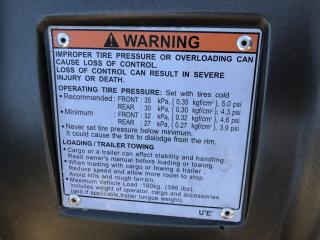 ⚠ WARNING
IMPROPER TIRE PRESSURE OR OVERLOADING CAN
CAUSE LOSS OF CONTROL.
LOSS OF CONTROL CAN RESULT IN SEVERE
INJURY OR DEATH.
OPERATING TIRE PRESSURE: Set with tires cold
• Recommended : FRONT : 35 kPa, { 0.35 kgf/cm², } 5.0 psi
REAR : 30 kPa, { 0.30 kgf/cm², } 4.3 psi
• Minimum : FRONT : 32 kPa, { 0.32 kgf/cm², } 4.6 psi
REAR : 27 kPa, { 0.27 kgf/cm², } 3.9 psi
• Never set tire pressure below minimum.
It could cause the tire to dislodge from the rim.
LOADING / TRAILER TOWING
• Cargo or a trailer can affect stability and handling.
Read owner's manual before loading or towing.
• When loading with cargo or towing a trailer :
Reduce speed and allow more room to stop.
Avoid hills and rough terrain.
• Maximum Vehicle Load :180kg, (396 lbs).
Includes weight of operator, cargo and accessories
(and if applicable,trailer tongue weight).
U'E'